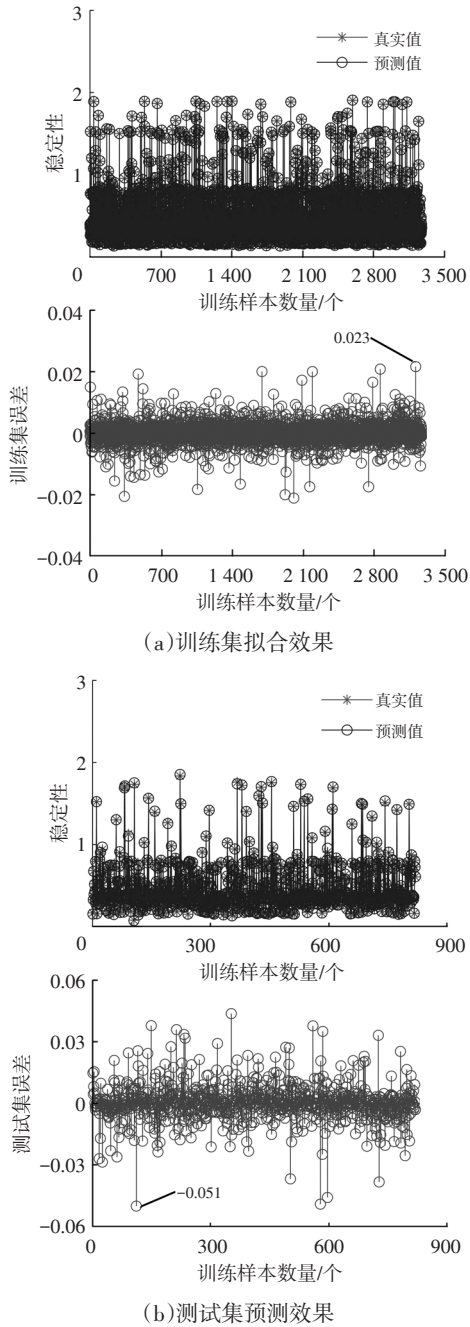 真实值
预测值
3
2
1
稳定性
0
700
1 400
2 100
2 800
3 500
训练样本数量/个
0.04
0.02
0
−0.02
−0.04
训练集误差
0.023
0
700
1 400
2 100
2 800
3 500
训练样本数量/个
(a)训练集拟合效果
真实值
预测值
3
2
1
稳定性
0
300
600
900
训练样本数量/个
0.06
0.03
0
−0.03
−0.06
测试集误差
−0.051
0
300
600
900
训练样本数量/个
(b)测试集预测效果